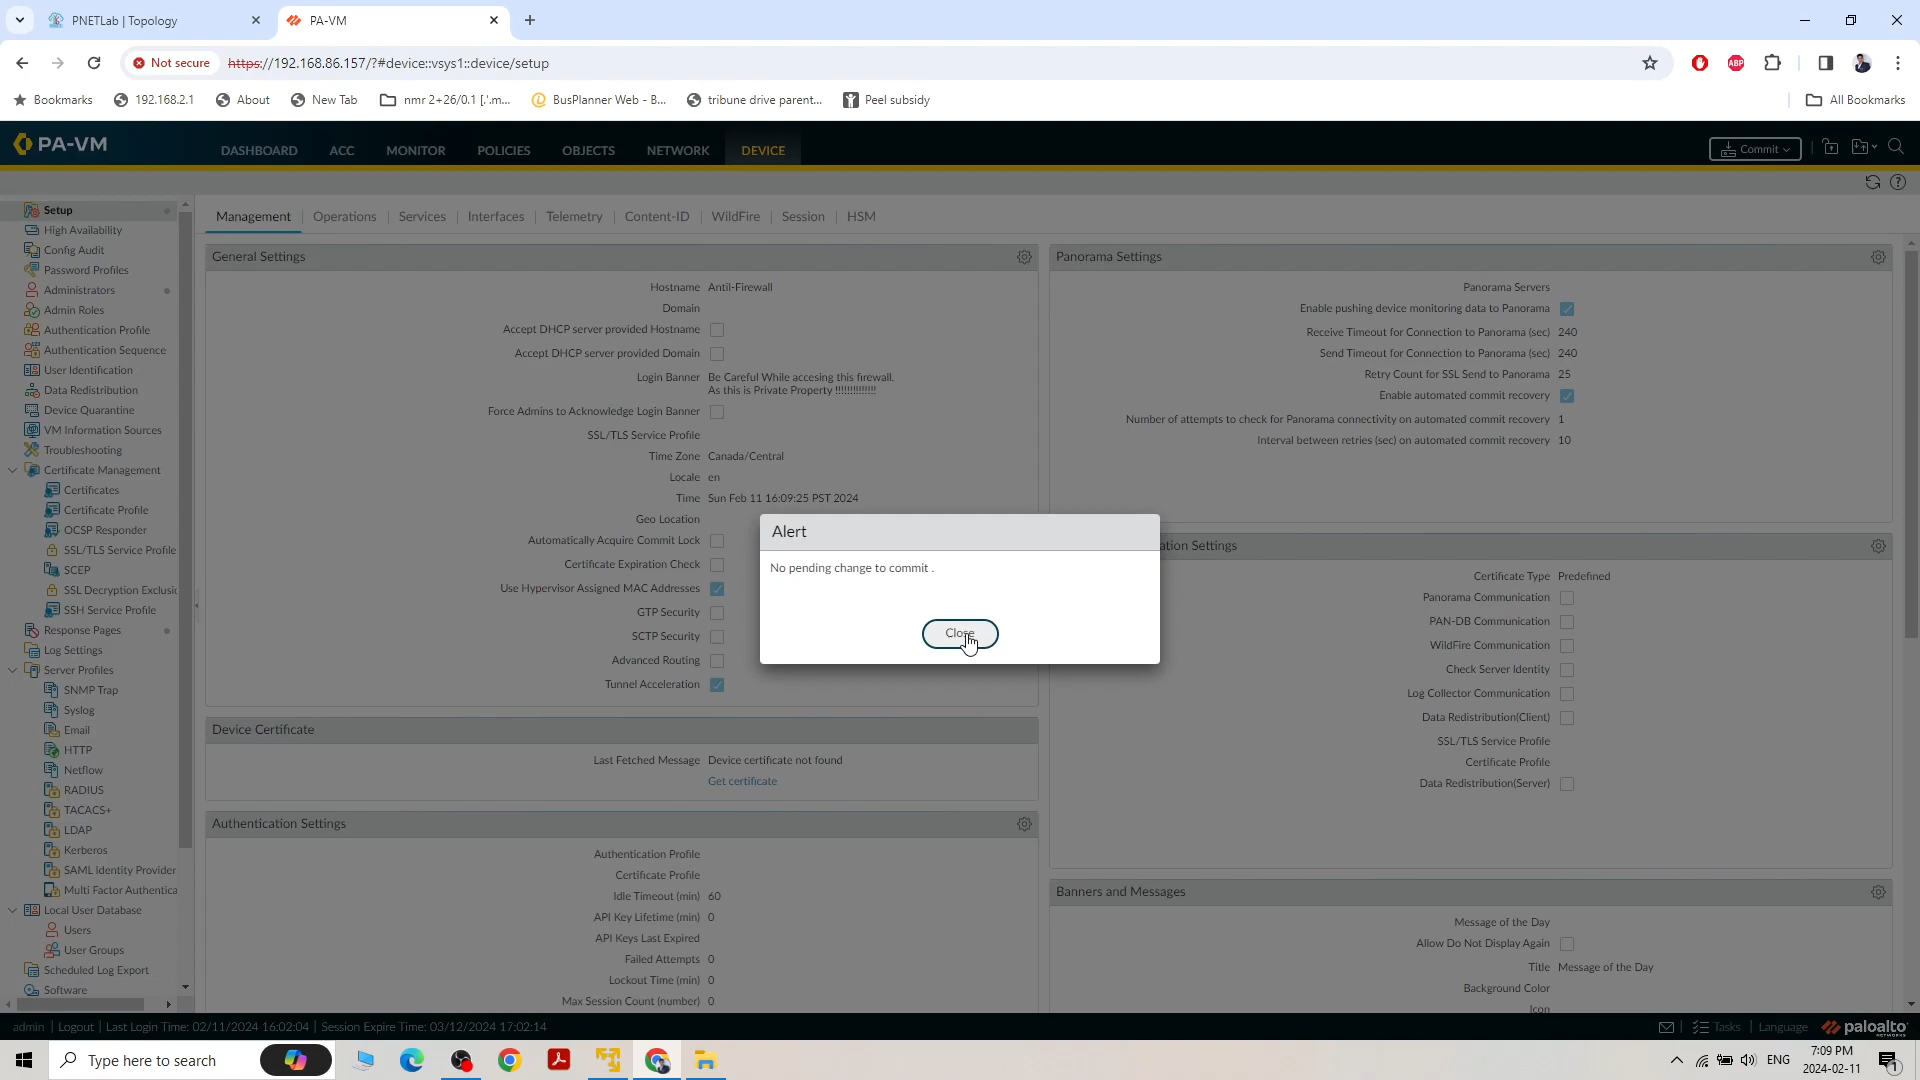 PNETLab | Topology
PA-VM
Not secure
https://192.168.86.157/?#device::vsys1::device/setup
ABP
Bookmarks
192.168.2.1
About
New Tab
nmr 2+26/0.1 [.'.m...
BusPlanner Web - B...
tribune drive parent...
Peel subsidy
All Bookmarks
PA-VM
DASHBOARD
ACC
MONITOR
POLICIES
OBJECTS
NETWORK
DEVICE
Commit
Setup
High Availability
Config Audit
Password Profiles
Administrators
Admin Roles
Authentication Profile
Authentication Sequence
User Identification
Data Redistribution
Device Quarantine
VM Information Sources
Troubleshooting
Certificate Management
Certificates
Certificate Profile
OCSP Responder
SSL/TLS Service Profile
SCEP
SSL Decryption Exclusic
SSH Service Profile
Response Pages
Log Settings
Server Profiles
SNMP Trap
Syslog
Email
HTTP
Netflow
RADIUS
TACACS+
LDAP
Kerberos
SAML Identity Provider
Multi Factor Authentica
Local User Database
Users
User Groups
Scheduled Log Export
Software
Management
Operations
Services
Interfaces
Telemetry
Content-ID
WildFire
Session
HSM
General Settings
Hostname Antil-Firewall
Domain
Accept DHCP server provided Hostname
Accept DHCP server provided Domain
Login Banner Be Careful While accesing this firewall.
As this is Private Property !!!!!!!!!!!!!!
Force Admins to Acknowledge Login Banner
SSL/TLS Service Profile
Time Zone Canada/Central
Locale en
Time Sun Feb 11 16:09:25 PST 2024
Geo Location
Automatically Acquire Commit Lock
Certificate Expiration Check
Use Hypervisor Assigned MAC Addresses
GTP Security
SCTP Security
Advanced Routing
Tunnel Acceleration
Device Certificate
Last Fetched Message Device certificate not found
Get certificate
Authentication Settings
Authentication Profile
Certificate Profile
Idle Timeout (min) 60
API Key Lifetime (min) 0
API Keys Last Expired
Failed Attempts 0
Lockout Time (min) 0
Max Session Count (number) 0
Panorama Settings
Panorama Servers
Enable pushing device monitoring data to Panorama
Receive Timeout for Connection to Panorama (sec) 240
Send Timeout for Connection to Panorama (sec) 240
Retry Count for SSL Send to Panorama 25
Enable automated commit recovery
Number of attempts to check for Panorama connectivity on automated commit recovery 1
Interval between retries (sec) on automated commit recovery 10
Alert
No pending change to commit .
Close
ation Settings
Certificate Type Predefined
Panorama Communication
PAN-DB Communication
WildFire Communication
Check Server Identity
Log Collector Communication
Data Redistribution(Client)
SSL/TLS Service Profile
Certificate Profile
Data Redistribution(Server)
Banners and Messages
Message of the Day
Allow Do Not Display Again
Title Message of the Day
Background Color
Icon
admin | Logout | Last Login Time: 02/11/2024 16:02:04 | Session Expire Time: 03/12/2024 17:02:14
Tasks | Language
paloalto
NETWORKS
Type here to search
ENG
7:09 PM
2024-02-11
1